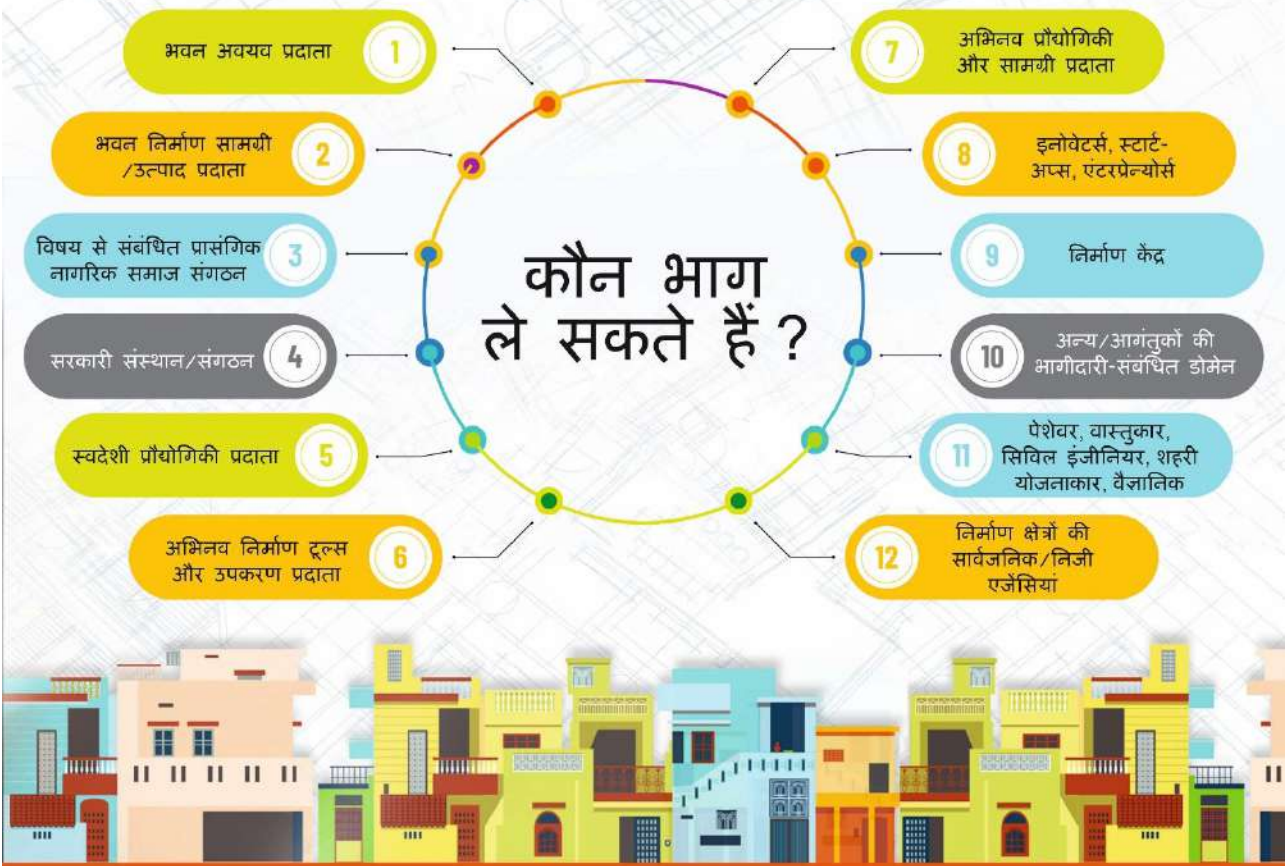 भवन अवयव प्रदाता
1
भवन निर्माण सामग्री
/उत्पाद प्रदाता
2
विषय से संबंधित प्रासंगिक
नागरिक समाज संगठन
3
सरकारी संस्थान/संगठन
4
स्वदेशी प्रौद्योगिकी प्रदाता
5
अभिनव निर्माण टूल्स
और उपकरण प्रदाता
6
कौन भाग
ले सकते हैं ?
7
अभिनव प्रौद्योगिकी
और सामग्री प्रदाता
8
इनोवेटर्स, स्टार्ट-
अप्स, एंटरप्रेन्योर्स
9
निर्माण केंद्र
10
अन्य/आगंतुकों की
भागीदारी-संबंधित डोमेन
11
पेशेवर, वास्तुकार,
सिविल इंजीनियर, शहरी
योजनाकार, वैज्ञानिक
12
निर्माण क्षेत्रों की
सार्वजनिक/निजी
एजेंसियां